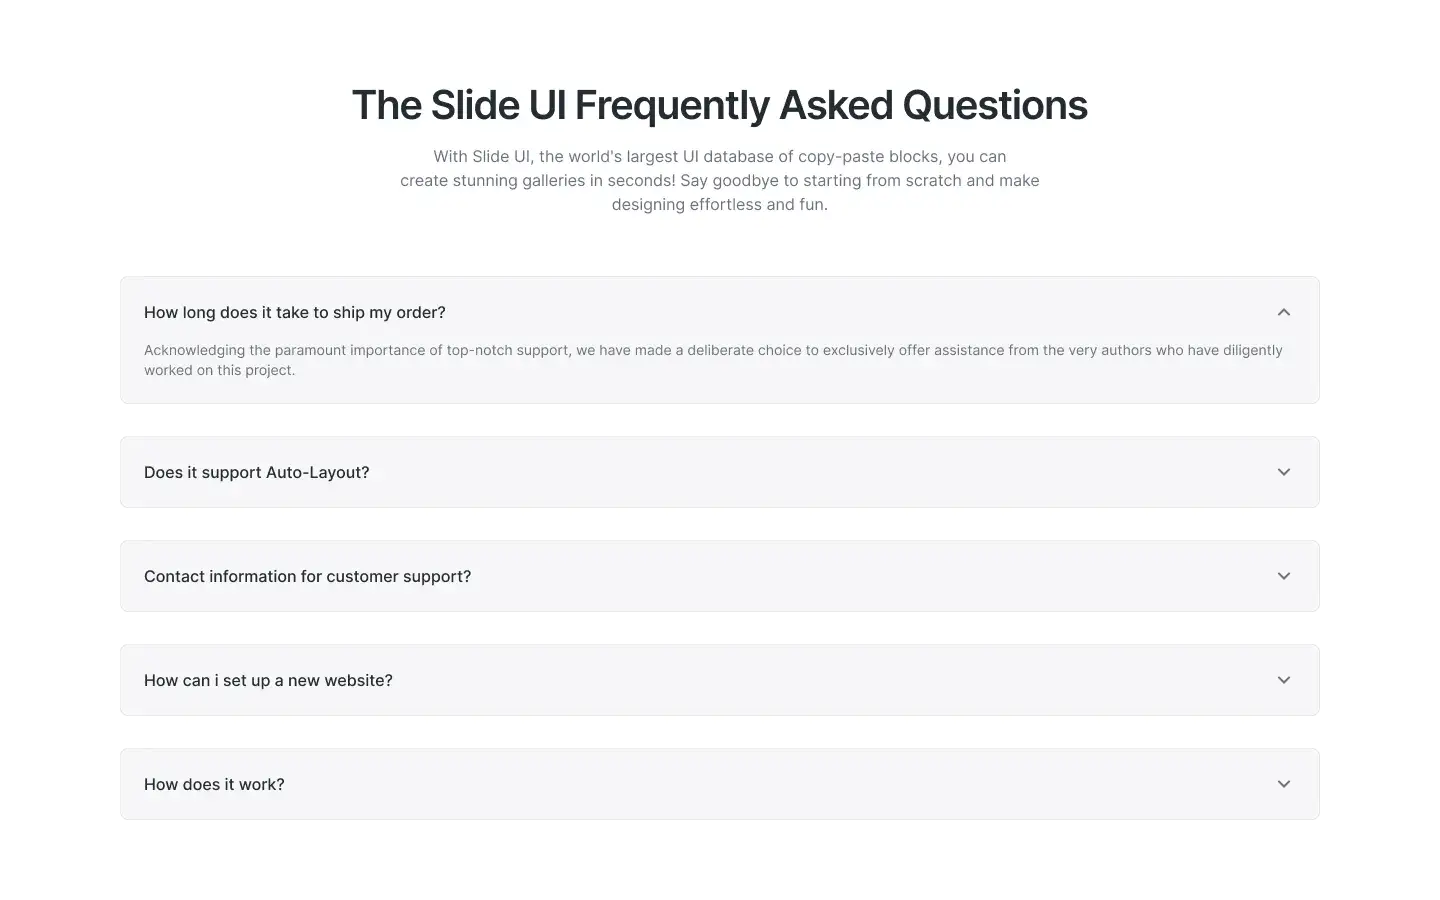 The Slide UI Frequently Asked Questions
With Slide UI, the world's largest UI database of copy-paste blocks, you can
create stunning galleries in seconds! Say goodbye to starting from scratch and make
designing effortless and fun.
How long does it take to ship my order?
Acknowledging the paramount importance of top-notch support, we have made a deliberate choice to exclusively offer assistance from the very authors who have diligently
worked on this project.
Does it support Auto-Layout?
Contact information for customer support?
How can i set up a new website?
How does it work?